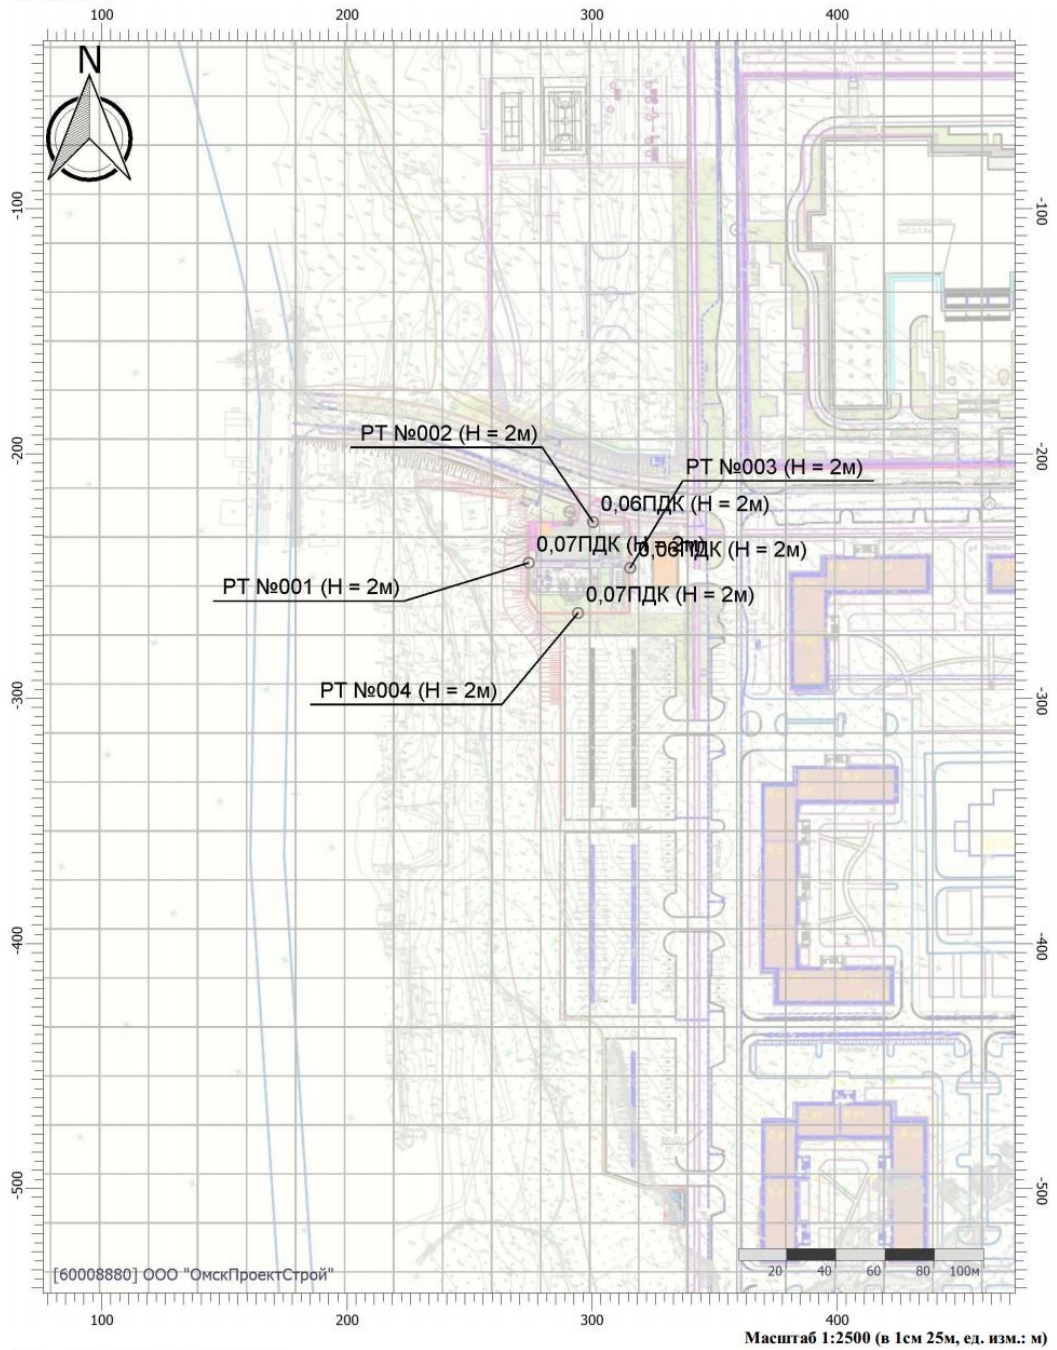 100 200 300 400
N
-100 -100
-200 -200
РТ №002 (Н = 2м)
РТ №003 (Н = 2м)
0,06ПДК (Н = 2м)
0,07ПДК (Н = 2м)
0,06ПДК (Н = 2м)
РТ №001 (Н = 2м)
0,07ПДК (Н = 2м)
РТ №004 (Н = 2м)
-300 -300
-400 -400
-500 -500
[60008880] ООО "ОмскПроектСтрой"
20 40 60 80 100м
100 200 300 400
Масштаб 1:2500 (в 1см 25м, ед. изм.: м)